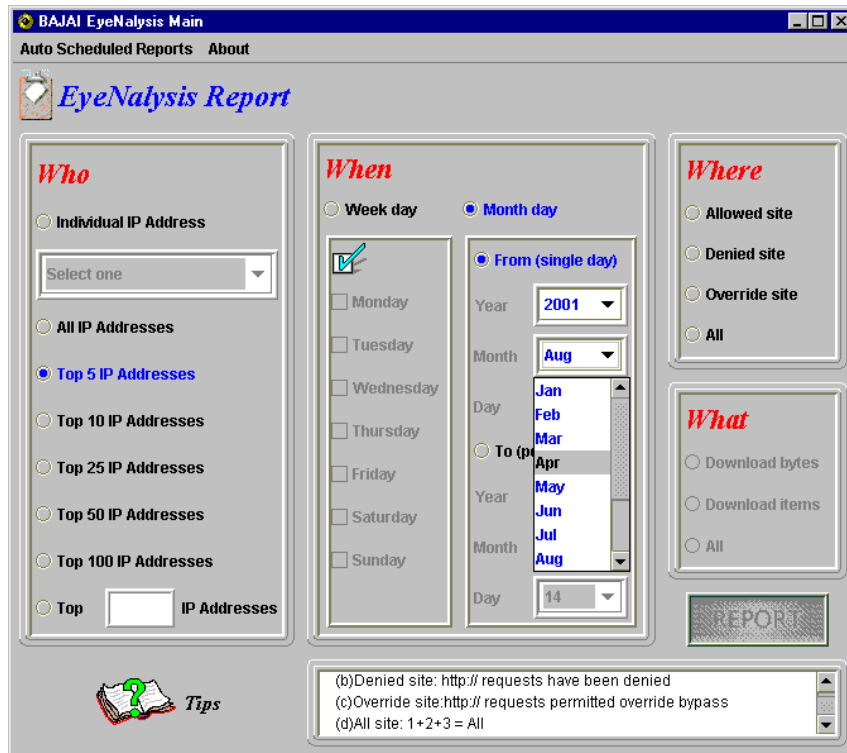 BAJAI EyeNalysis Main
Auto Scheduled Reports About
EyeNalysis Report
Who
Individual IP Address
Select one
All IP Addresses
Top 5 IP Addresses
Top 10 IP Addresses
Top 25 IP Addresses
Top 50 IP Addresses
Top 100 IP Addresses
Top IP Addresses
When
Week day Month day
Monday
Tuesday
Wednesday
Thursday
Friday
Saturday
Sunday
From (single day)
Year 2001
Month Aug
Jan
Feb
Mar
Apr
May
Jun
Jul
Aug
Day
To
Year
Month
Day 14
Where
Allowed site
Denied site
Override site
All
What
Download bytes
Download items
All
REPORT
Tips
(b)Denied site: http:// requests have been denied
(c)Override site:http:// requests permitted override bypass
(d)All site: 1+2+3 = All